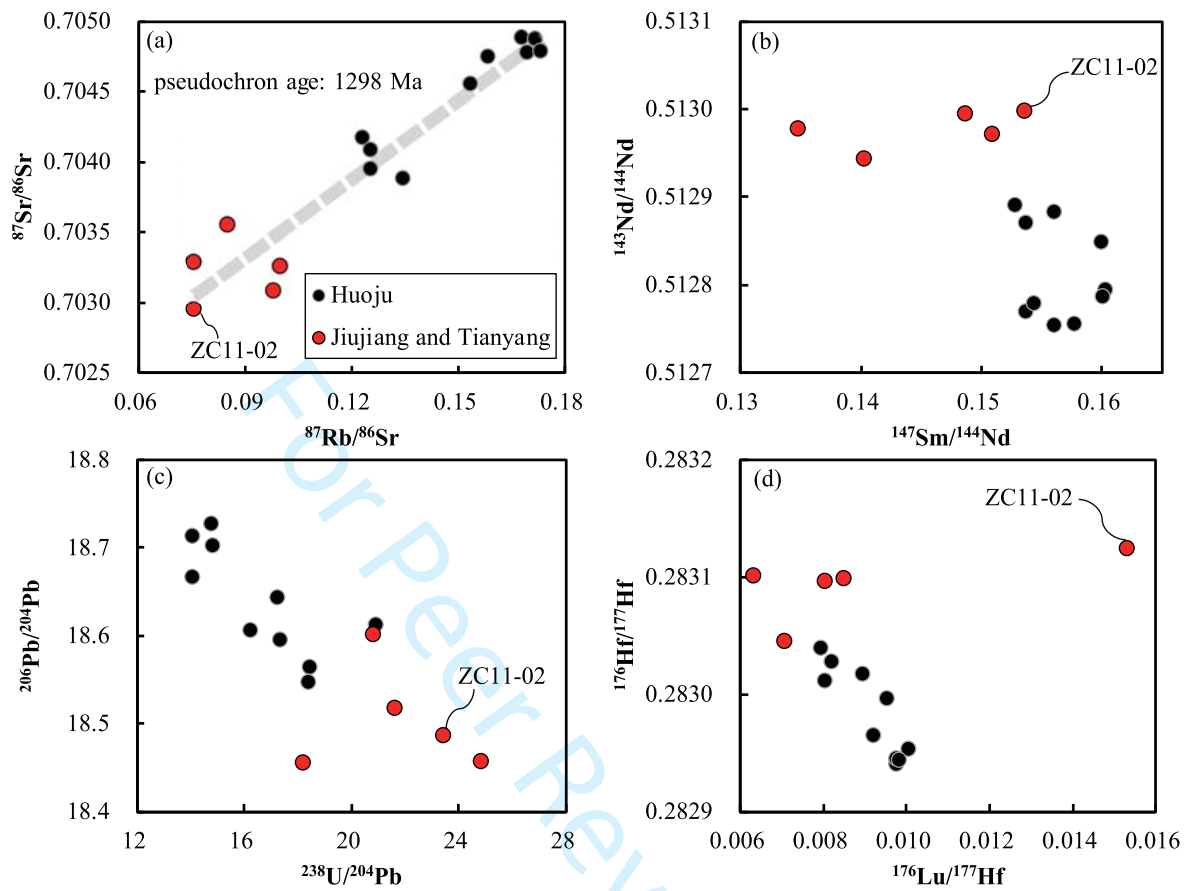 (a)
pseudochron age: 1298 Ma
0.7050
0.7045
0.7040
0.7035
0.7030
0.7025
⁸⁷Sr/⁸⁶Sr
Huoju
Jiujiang and Tianyang
ZC11-02
0.06 0.09 0.12 0.15 0.18
⁸⁷Rb/⁸⁶Sr
(b)
ZC11-02
0.5131
0.5130
0.5129
0.5128
0.5127
¹⁴³Nd/¹⁴⁴Nd
0.13 0.14 0.15 0.16
¹⁴⁷Sm/¹⁴⁴Nd
(c)
18.8
18.7
18.6
18.5
18.4
²⁰⁶Pb/²⁰⁴Pb
ZC11-02
12 16 20 24 28
²³⁸U/²⁰⁴Pb
(d)
ZC11-02
0.2832
0.2831
0.2830
0.2829
¹⁷⁶Hf/¹⁷⁷Hf
0.006 0.008 0.010 0.012 0.014 0.016
¹⁷⁶Lu/¹⁷⁷Hf
For Peer Rev